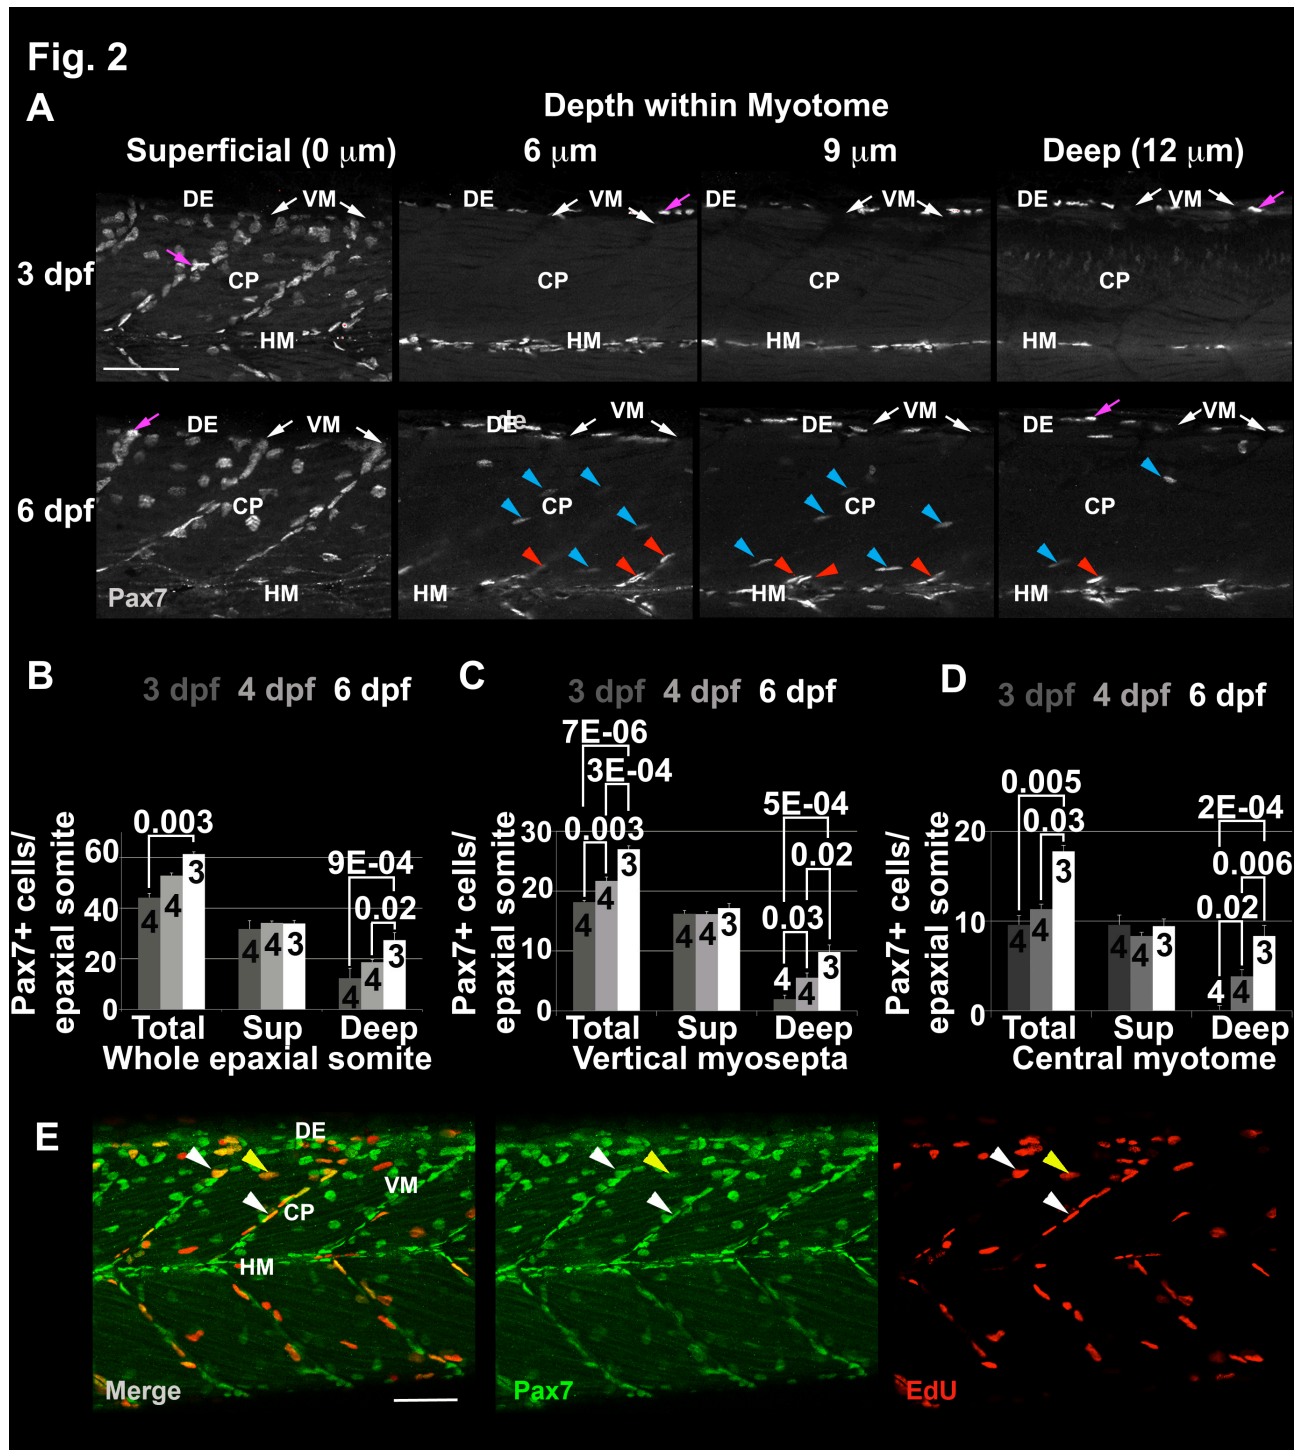 Fig. 2
A
Depth within Myotome
Superficial (0 μm) 6 μm 9 μm Deep (12 μm)
3 dpf
DE VM CP HM
DE VM CP HM
DE VM CP HM
DE VM CP HM
6 dpf
DE VM CP HM Pax7
DE de VM CP HM
DE VM CP HM
DE VM CP HM
B
3 dpf 4 dpf 6 dpf
Pax7+ cells/
epaxial somite
60
40
20
0
0.003
9E-04
0.02
4 4 3
4 4 3
4 4 3
Total Sup Deep
Whole epaxial somite
C
3 dpf 4 dpf 6 dpf
Pax7+ cells/
epaxial somite
30
20
10
0
7E-06
3E-04
0.003
5E-04
0.02
0.03
4 4 3
4 4 3
4 4 3
Total Sup Deep
Vertical myosepta
D
3 dpf 4 dpf 6 dpf
Pax7+ cells/
epaxial somite
20
10
0
0.005
0.03
2E-04
0.006
0.02
4 4 3
4 4 3
4 4 3
Total Sup Deep
Central myotome
E
DE
VM
CP
HM
Merge
Pax7
EdU